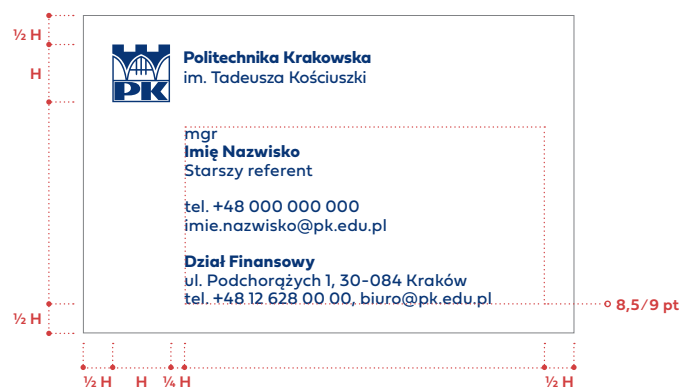 ½ H
H
½ H
PK
Politechnika Krakowska
im. Tadeusza Kościuszki
mgr
Imię Nazwisko
Starszy referent
tel. +48 000 000 000
imie.nazwisko@pk.edu.pl
Dział Finansowy
ul. Podchorążych 1, 30-084 Kraków
tel. +48 12 628 00 00, biuro@pk.edu.pl
8,5/9 pt
½ H H ¼ H ½ H